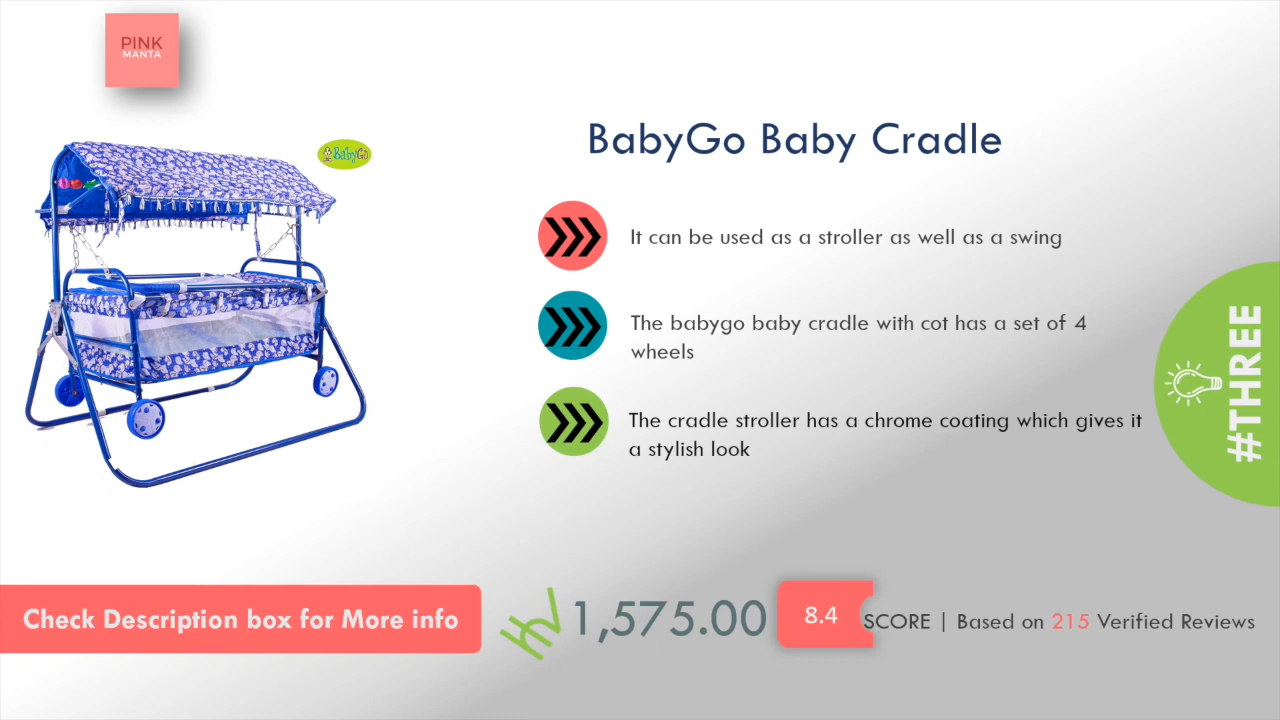 PINK
MANTA
BabyGo
BabyGo Baby Cradle
It can be used as a stroller as well as a swing
The babygo baby cradle with cot has a set of 4
wheels
The cradle stroller has a chrome coating which gives it
a stylish look
#THREE
Check Description box for More info
1,575.00
8.4
SCORE | Based on 215 Verified Reviews